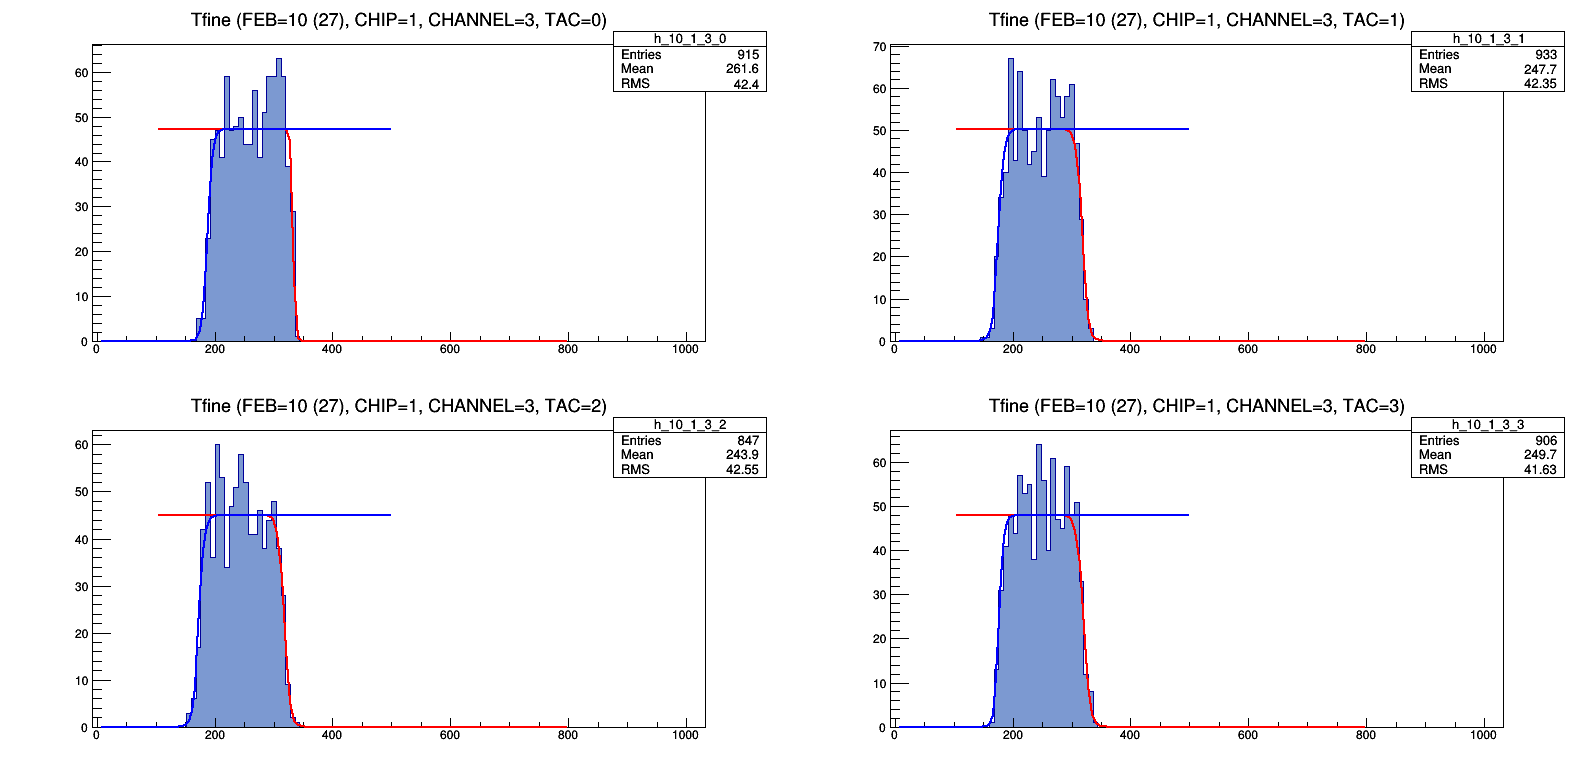 Tfine (FEB=10 (27), CHIP=1, CHANNEL=3, TAC=0)
h_10_1_3_0
Entries 915
Mean 261.6
RMS 42.4
60
50
40
30
20
10
0
0 200 400 600 800 1000
Tfine (FEB=10 (27), CHIP=1, CHANNEL=3, TAC=1)
h_10_1_3_1
Entries 933
Mean 247.7
RMS 42.35
70
60
50
40
30
20
10
0
0 200 400 600 800 1000
Tfine (FEB=10 (27), CHIP=1, CHANNEL=3, TAC=2)
h_10_1_3_2
Entries 847
Mean 243.9
RMS 42.55
60
50
40
30
20
10
0
0 200 400 600 800 1000
Tfine (FEB=10 (27), CHIP=1, CHANNEL=3, TAC=3)
h_10_1_3_3
Entries 906
Mean 249.7
RMS 41.63
60
50
40
30
20
10
0
0 200 400 600 800 1000